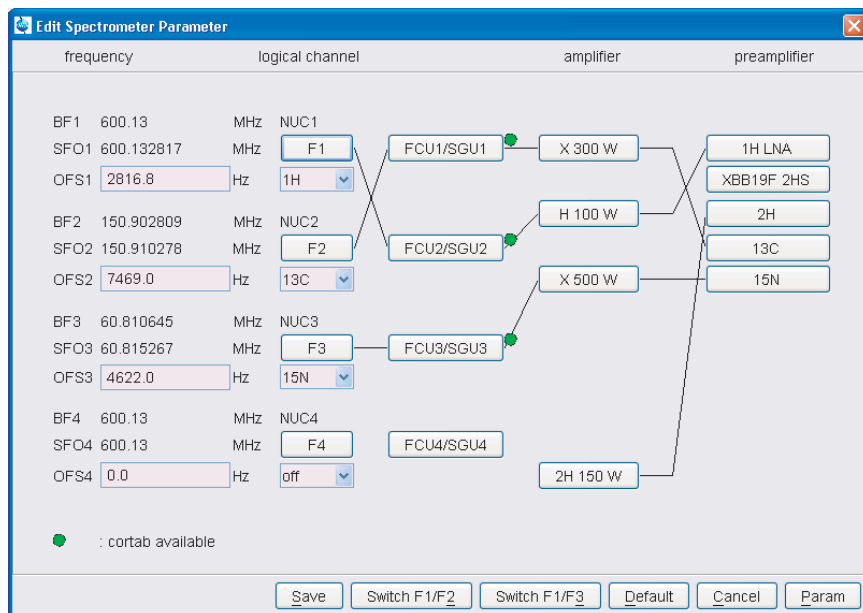 Edit Spectrometer Parameter
frequency logical channel amplifier preamplifier
BF1 600.13 MHz NUC1
SFO1 600.132817 MHz F1 FCU1/SGU1 X 300 W 1H LNA
OFS1 2816.8 Hz 1H XBB19F 2HS
BF2 150.902809 MHz NUC2 H 100 W 2H
SFO2 150.910278 MHz F2 FCU2/SGU2 13C
OFS2 7469.0 Hz 13C X 500 W 15N
BF3 60.810645 MHz NUC3
SFO3 60.815267 MHz F3 FCU3/SGU3
OFS3 4622.0 Hz 15N
BF4 600.13 MHz NUC4
SFO4 600.13 MHz F4 FCU4/SGU4
OFS4 0.0 Hz off 2H 150 W
: cortab available
Save Switch F1/F2 Switch F1/F3 Default Cancel Param